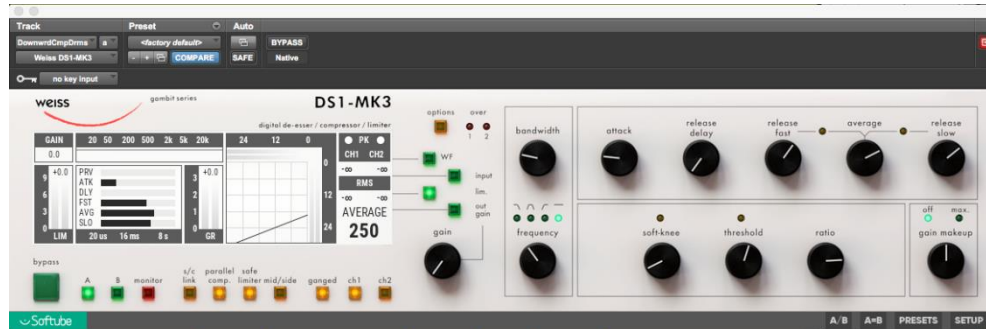 Track Preset Auto
DownwrdCmpDrms a <factory default> BYPASS
Weiss DS1-MK3 - + COMPARE SAFE Native
no key input
weiss gambit series DS1-MK3
digital de-esser / compressor / limiter
GAIN 20 50 200 500 2k 5k 20k 24 12 0 PK
0.0 CH1 CH2
+0.0 PRV +0.0 0 -∞ -∞
9 ATK 3 RMS
6 DLY 2 12 -∞ -∞
FST AVERAGE
3 AVG 1 250
0 SLO 0 24
LIM 20 us 16 ms 8 s GR
options over
1 2
WF
input
lim.
out gain
gain
bandwidth
frequency
attack release delay release fast average release slow
soft-knee threshold ratio
off max.
gain makeup
bypass
A B monitor s/c link parallel comp. safe limiter mid/side ganged ch1 ch2
Softube A/B A=B PRESETS SETUP